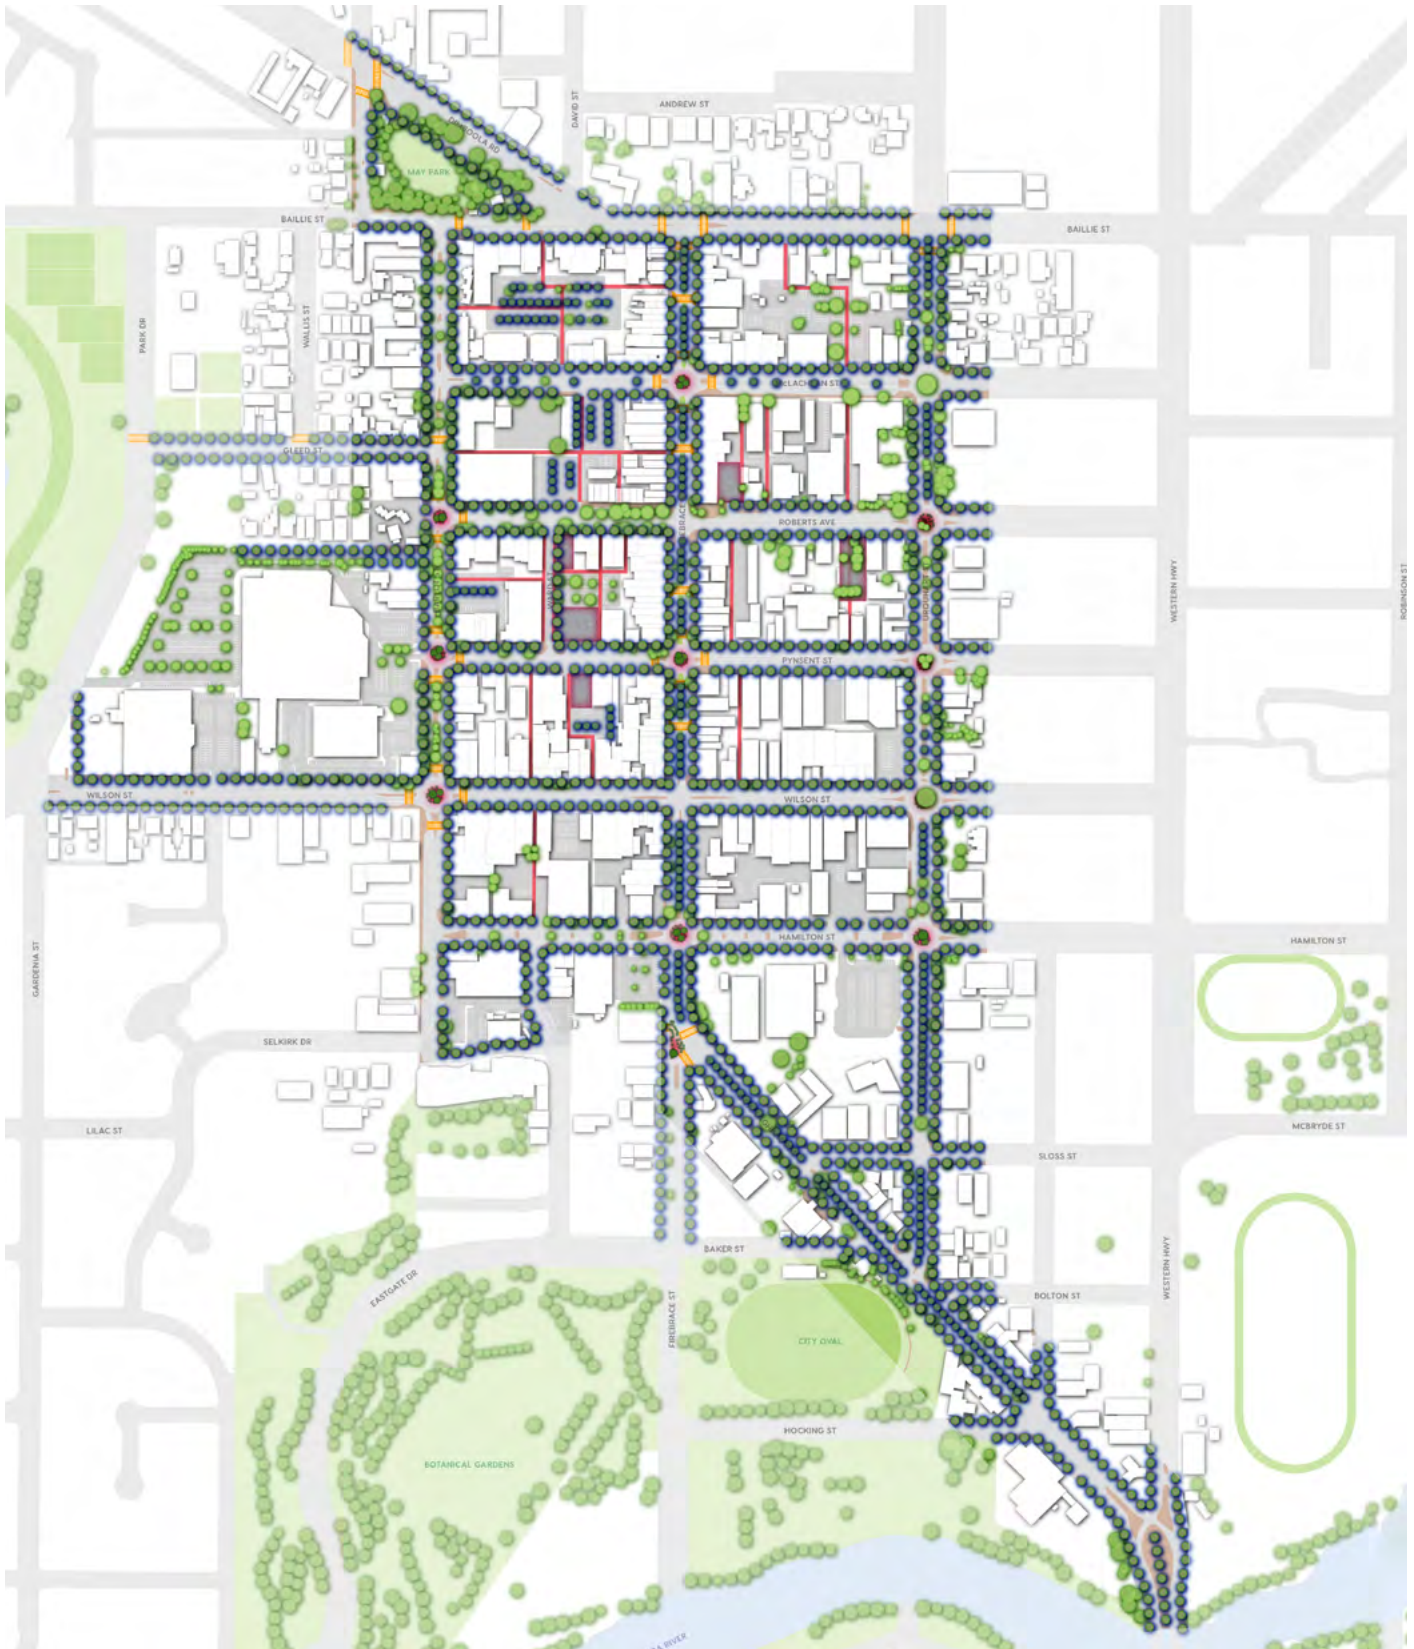 ANDREW ST
DAVID ST
MAY PARK
BAILLIE ST
BAILLIE ST
PARK DR
WALLIS ST
GLEED ST
ROBERTS AVE
WESTERN HWY
ROBINSON ST
PYNSENT ST
WILSON ST
WILSON ST
HAMILTON ST
HAMILTON ST
GARDENIA ST
SELKIRK DR
LILAC ST
MCBRYDE ST
SLOSS ST
BAKER ST
EASTGATE DR
FIREBRACE ST
WESTERN HWY
BOLTON ST
CITY OVAL
HOCKING ST
BOTANICAL GARDENS
RIVER